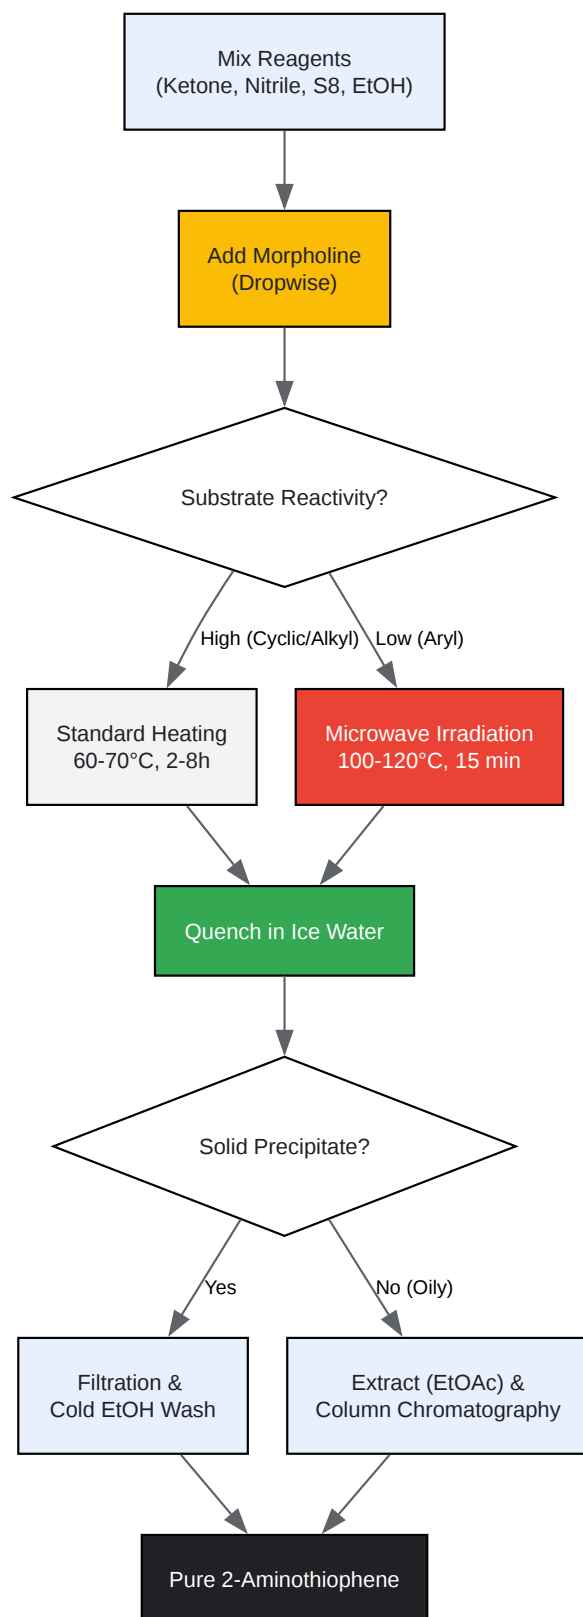 Mix Reagents
(Ketone, Nitrile, S8, EtOH)
Add Morpholine
(Dropwise)
Substrate Reactivity?
High (Cyclic/Alkyl)
Low (Aryl)
Standard Heating
60-70°C, 2-8h
Microwave Irradiation
100-120°C, 15 min
Quench in Ice Water
Solid Precipitate?
Yes
No (Oily)
Filtration &
Cold EtOH Wash
Extract (EtOAc) &
Column Chromatography
Pure 2-Aminothiophene